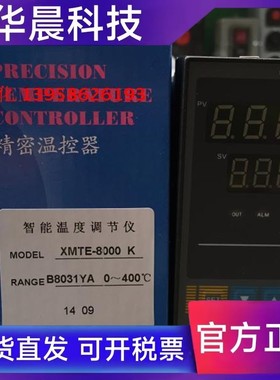 华晨科技
PRECISION
TEMPERATURE
CONTROLLER
精密温控器
PV
SV
OUT ALM
智能温度调节仪
MODEL XMTE-8000 K
RANGE B8031YA 0～400℃
14 09
货直发 可开票
官方正